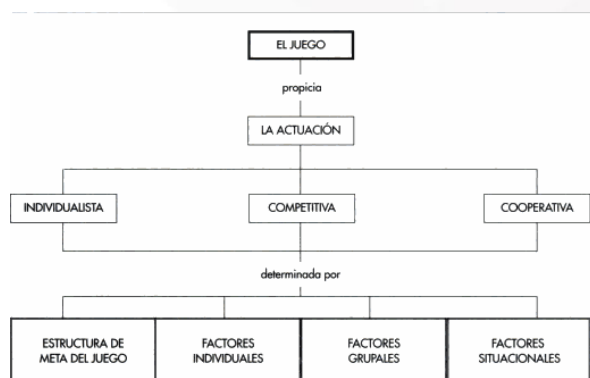 EL JUEGO
propicia
LA ACTUACIÓN
INDIVIDUALISTA
COMPETITIVA
COOPERATIVA
determinada por
ESTRUCTURA DE
META DEL JUEGO
FACTORES
INDIVIDUALES
FACTORES
GRUPALES
FACTORES
SITUACIONALES